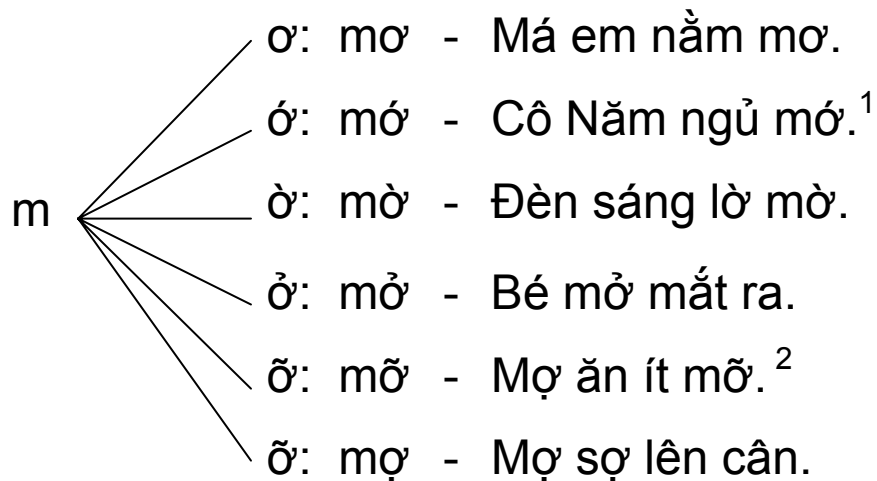 ơ: mơ - Má em nằm mơ.
ớ: mớ - Cô Năm ngủ mớ.1
m ờ: mờ - Đèn sáng lờ mờ.
ở: mở - Bé mở mắt ra.
ỡ: mỡ - Mợ ăn ít mỡ. 2
ỡ: mợ - Mợ sợ lên cân.